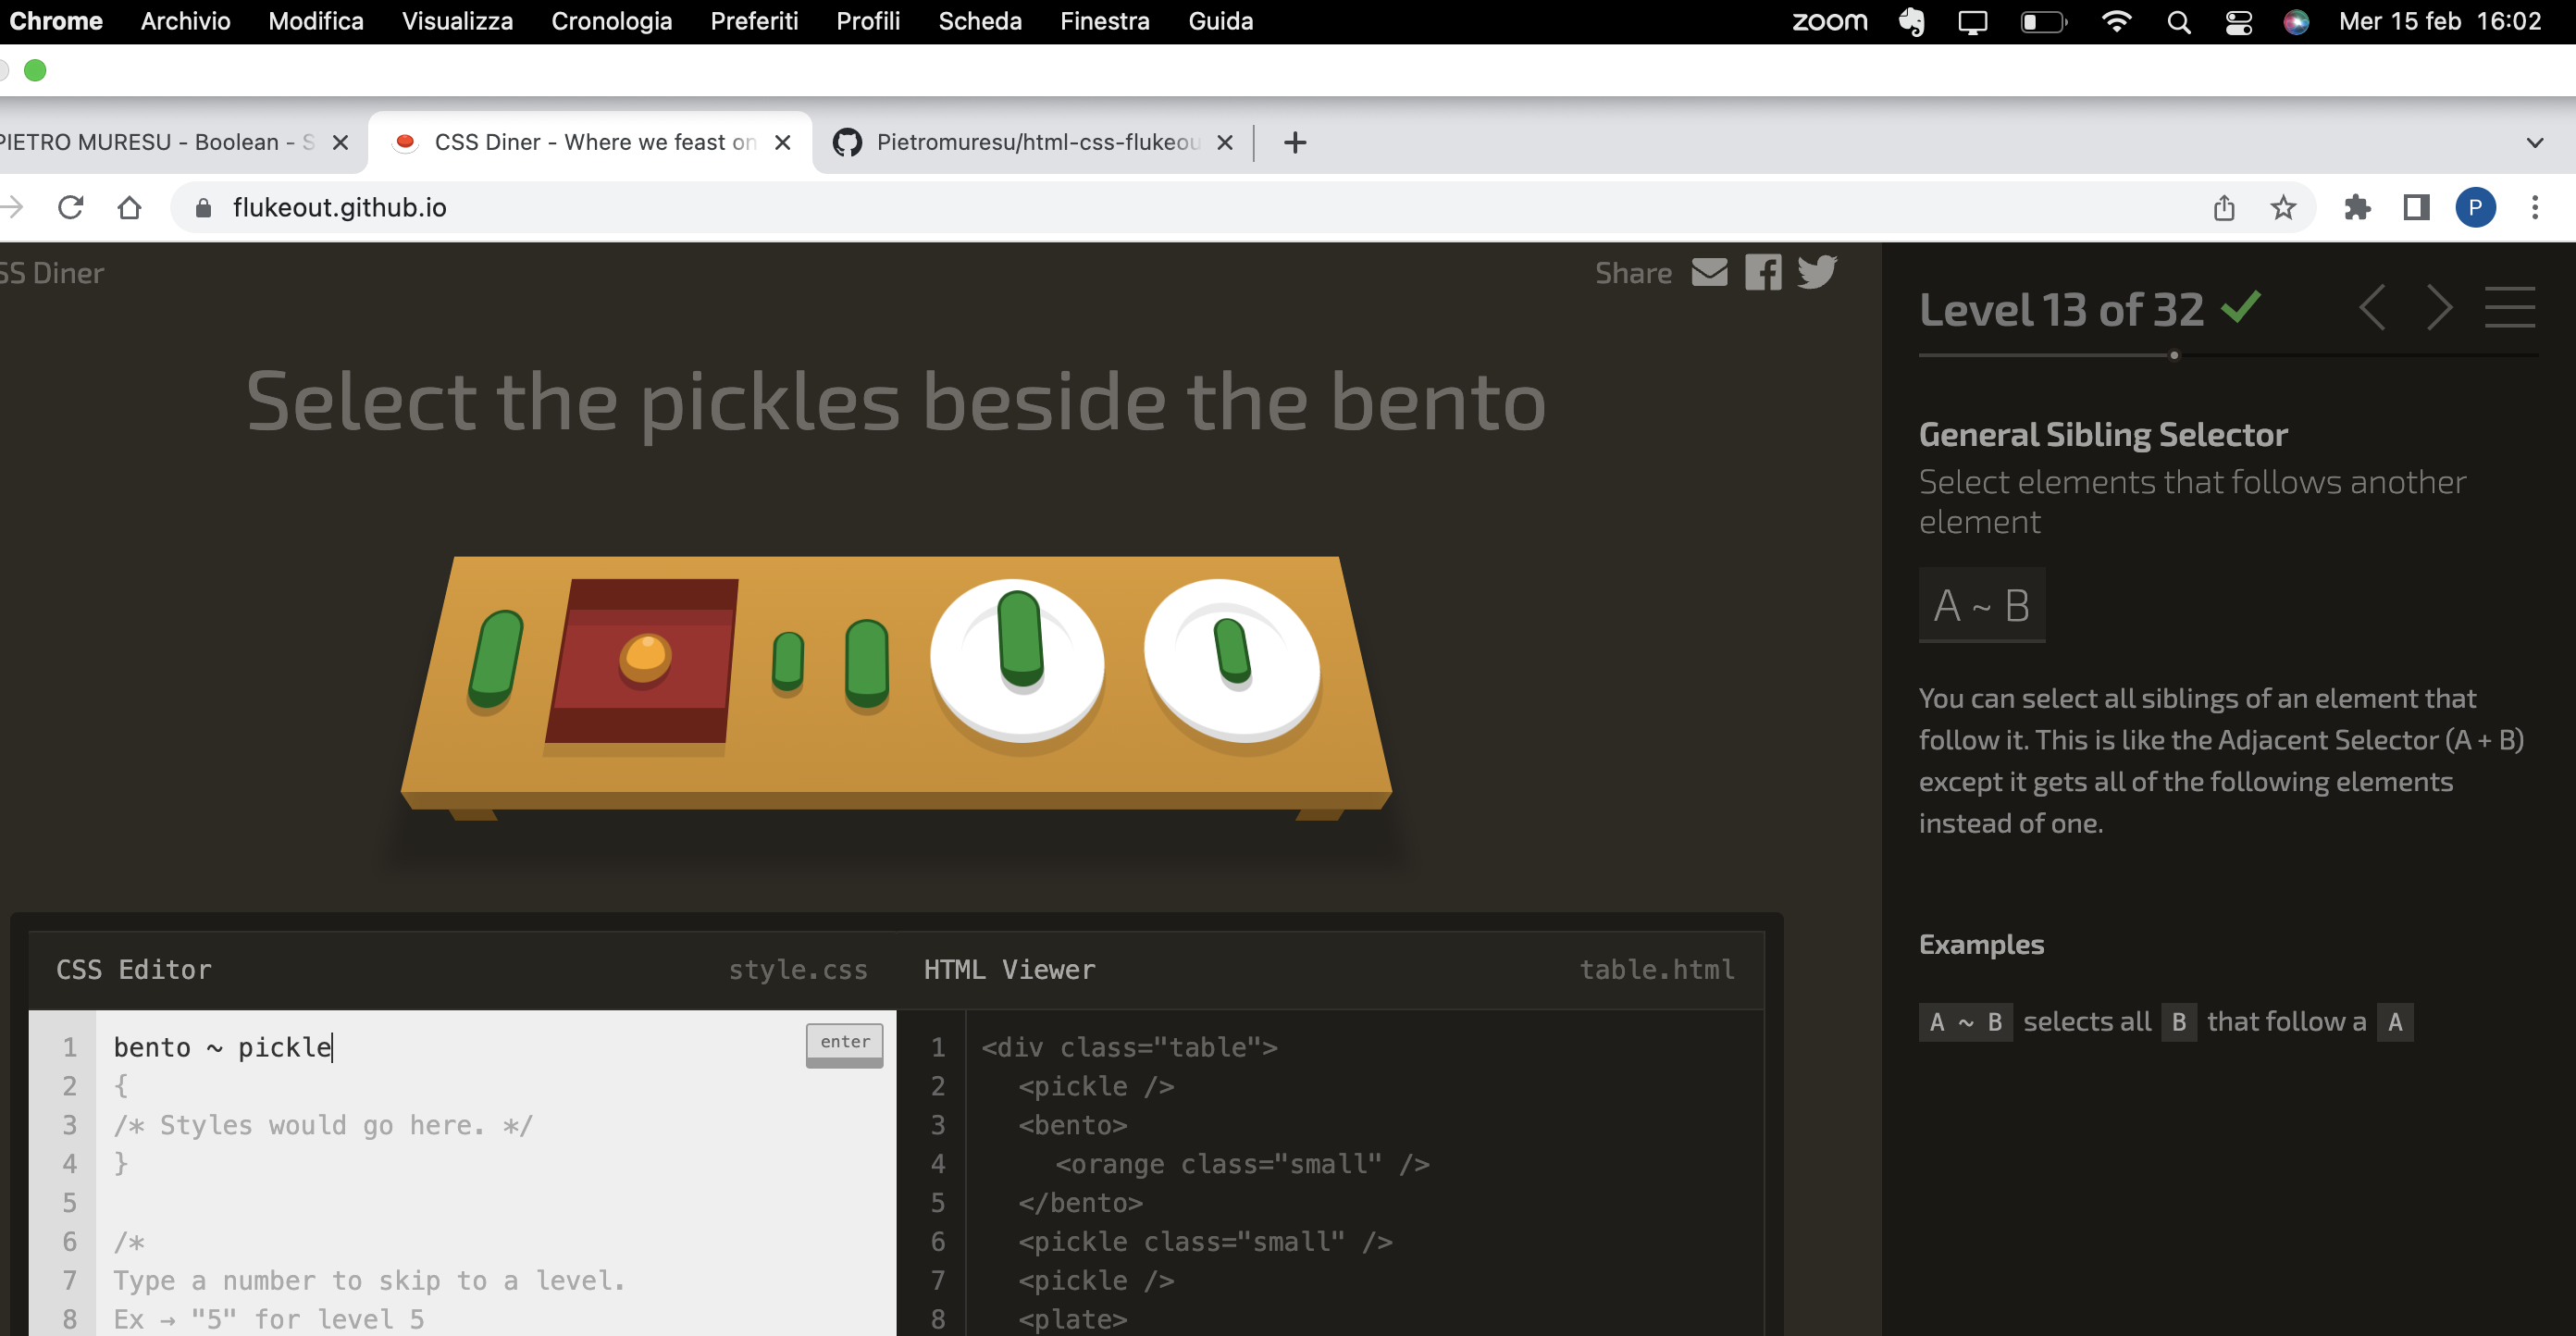 Chrome Archivio Modifica Visualizza Cronologia Preferiti Profili Scheda Finestra Guida zoom Mer 15 feb 16:02
PIETRO MURESU - Boolean - S CSS Diner - Where we feast on Pietromuresu/html-css-flukeou
flukeout.github.io P
SS Diner Share
Level 13 of 32
Select the pickles beside the bento
General Sibling Selector
Select elements that follows another
element
A ~ B
You can select all siblings of an element that
follow it. This is like the Adjacent Selector (A + B)
except it gets all of the following elements
instead of one.
Examples
A ~ B selects all B that follow a A
CSS Editor style.css
1 bento ~ pickle enter
2 {
3 /* Styles would go here. */
4 }
5
6 /*
7 Type a number to skip to a level.
8 Ex → "5" for level 5
HTML Viewer table.html
1 <div class="table">
2 <pickle />
3 <bento>
4 <orange class="small" />
5 </bento>
6 <pickle class="small" />
7 <pickle />
8 <plate>